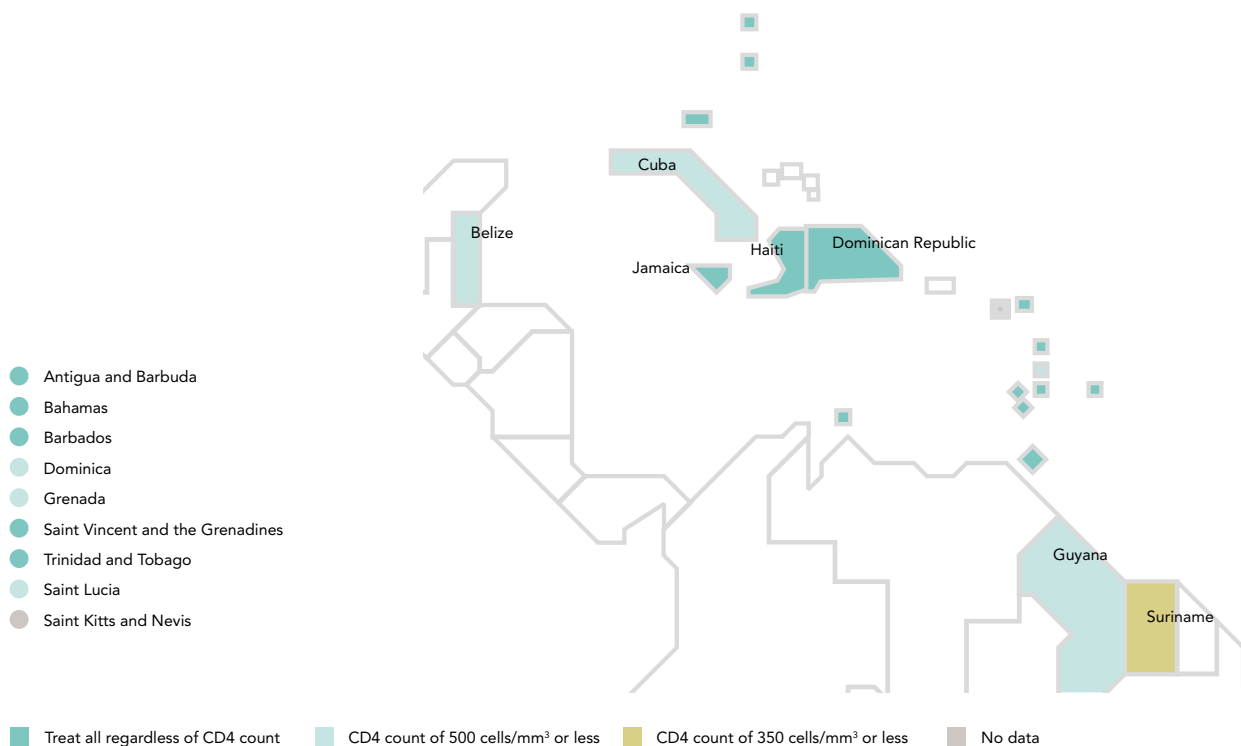 Cuba
Belize
Haiti
Dominican Republic
Jamaica
Antigua and Barbuda
Bahamas
Barbados
Dominica
Grenada
Saint Vincent and the Grenadines
Trinidad and Tobago
Saint Lucia
Saint Kitts and Nevis
Guyana
Suriname
Treat all regardless of CD4 count
CD4 count of 500 cells/mm³ or less
CD4 count of 350 cells/mm³ or less
No data